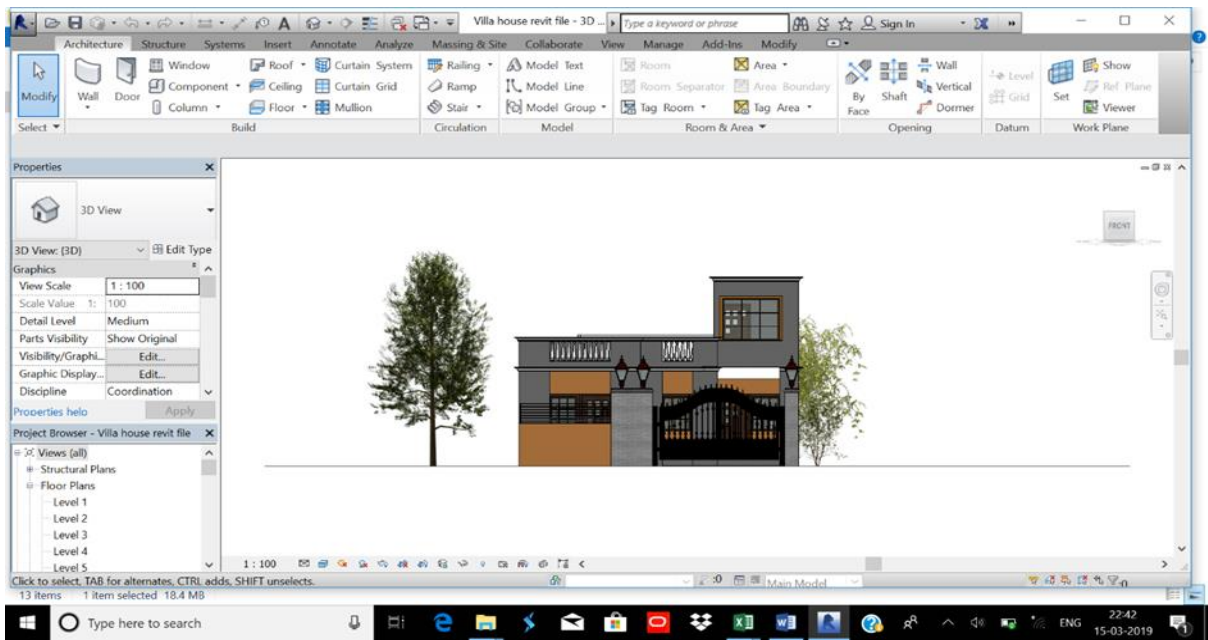 Villa house revit file - 3D ...
Type a keyword or phrase
Sign In
Architecture Structure Systems Insert Annotate Analyze Massing & Site Collaborate View Manage Add-Ins Modify
Modify
Wall
Door
Window
Component
Column
Roof
Ceiling
Floor
Curtain System
Curtain Grid
Mullion
Railing
Ramp
Stair
Model Text
Model Line
Model Group
Room
Room Separator
Tag Room
Area
Area Boundary
Tag Area
By Face
Shaft
Wall
Vertical
Dormer
Level
Grid
Set
Show
Ref Plane
Viewer
Select Build Circulation Model Room & Area Opening Datum Work Plane
Properties
3D View
3D View: {3D} Edit Type
Graphics
View Scale 1 : 100
Scale Value 1: 100
Detail Level Medium
Parts Visibility Show Original
Visibility/Graphi... Edit...
Graphic Display... Edit...
Discipline Coordination
Properties help Apply
Project Browser - Villa house revit file
Views (all)
Structural Plans
Floor Plans
Level 1
Level 2
Level 3
Level 4
Level 5
FRONT
1 : 100
Click to select, TAB for alternates, CTRL adds, SHIFT unselects.
:0
Main Model
:0
13 items 1 item selected 18.4 MB
Type here to search
ENG
22:42
15-03-2019